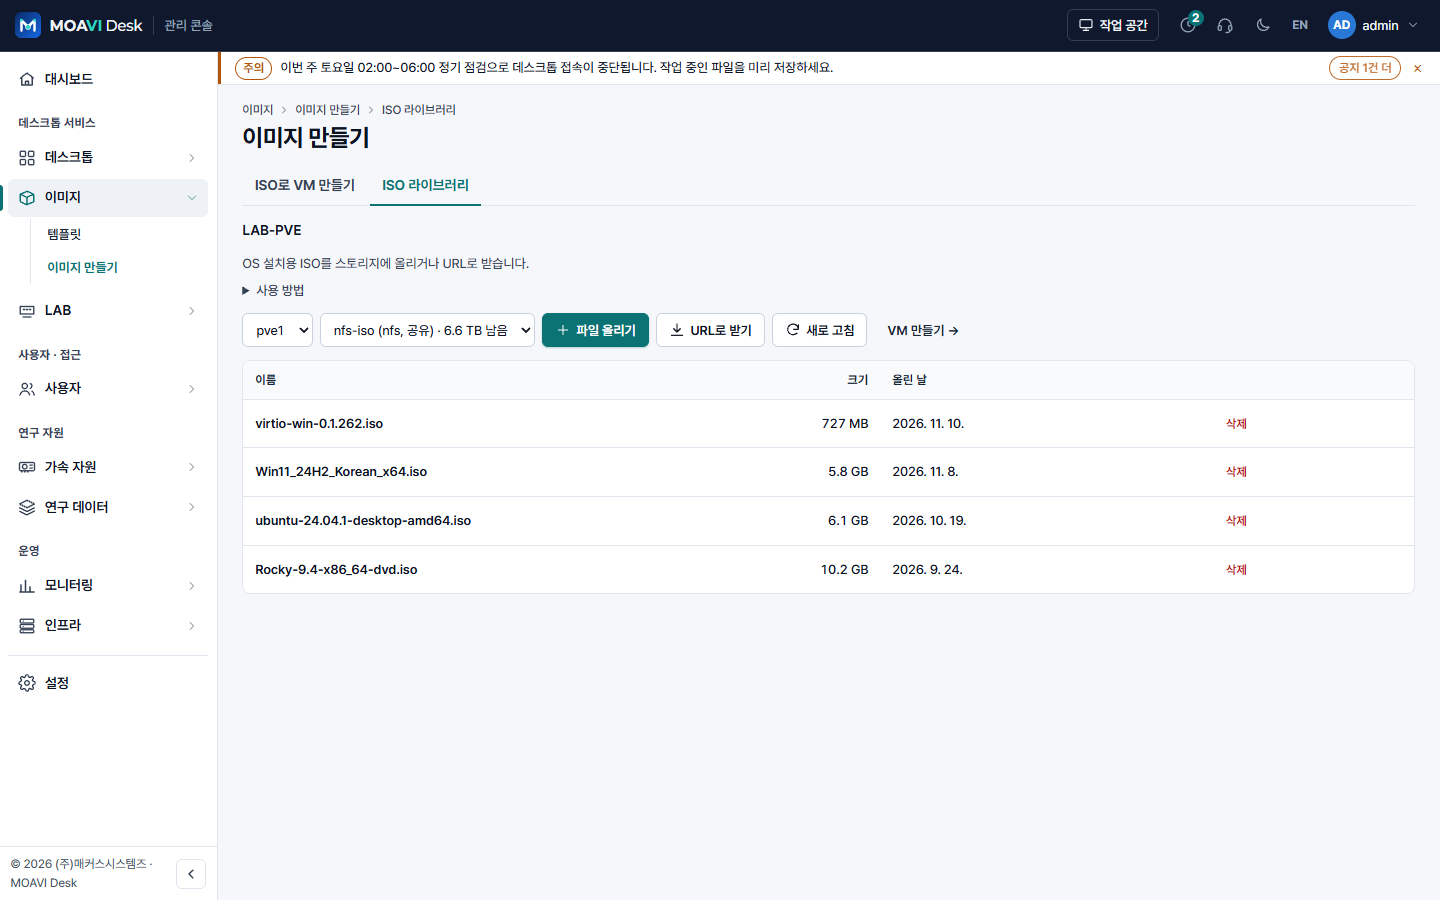 MOAVI Desk
관리 콘솔
작업 공간
2
EN
AD
admin
대시보드
데스크톱 서비스
데스크톱
이미지
템플릿
이미지 만들기
LAB
사용자 · 접근
사용자
연구 자원
가속 자원
연구 데이터
운영
모니터링
인프라
설정
© 2026 (주)매커스시스템즈 ·
MOAVI Desk
주의 이번 주 토요일 02:00~06:00 정기 점검으로 데스크톱 접속이 중단됩니다. 작업 중인 파일을 미리 저장하세요.
공지 1건 더 ×
이미지 > 이미지 만들기 > ISO 라이브러리
이미지 만들기
ISO로 VM 만들기 ISO 라이브러리
LAB-PVE
OS 설치용 ISO를 스토리지에 올리거나 URL로 받습니다.
▶ 사용 방법
pve1 nfs-iso (nfs, 공유) · 6.6 TB 남음 + 파일 올리기 URL로 받기 새로 고침 VM 만들기 →
이름 크기 올린 날
virtio-win-0.1.262.iso 727 MB 2026. 11. 10. 삭제
Win11_24H2_Korean_x64.iso 5.8 GB 2026. 11. 8. 삭제
ubuntu-24.04.1-desktop-amd64.iso 6.1 GB 2026. 10. 19. 삭제
Rocky-9.4-x86_64-dvd.iso 10.2 GB 2026. 9. 24. 삭제